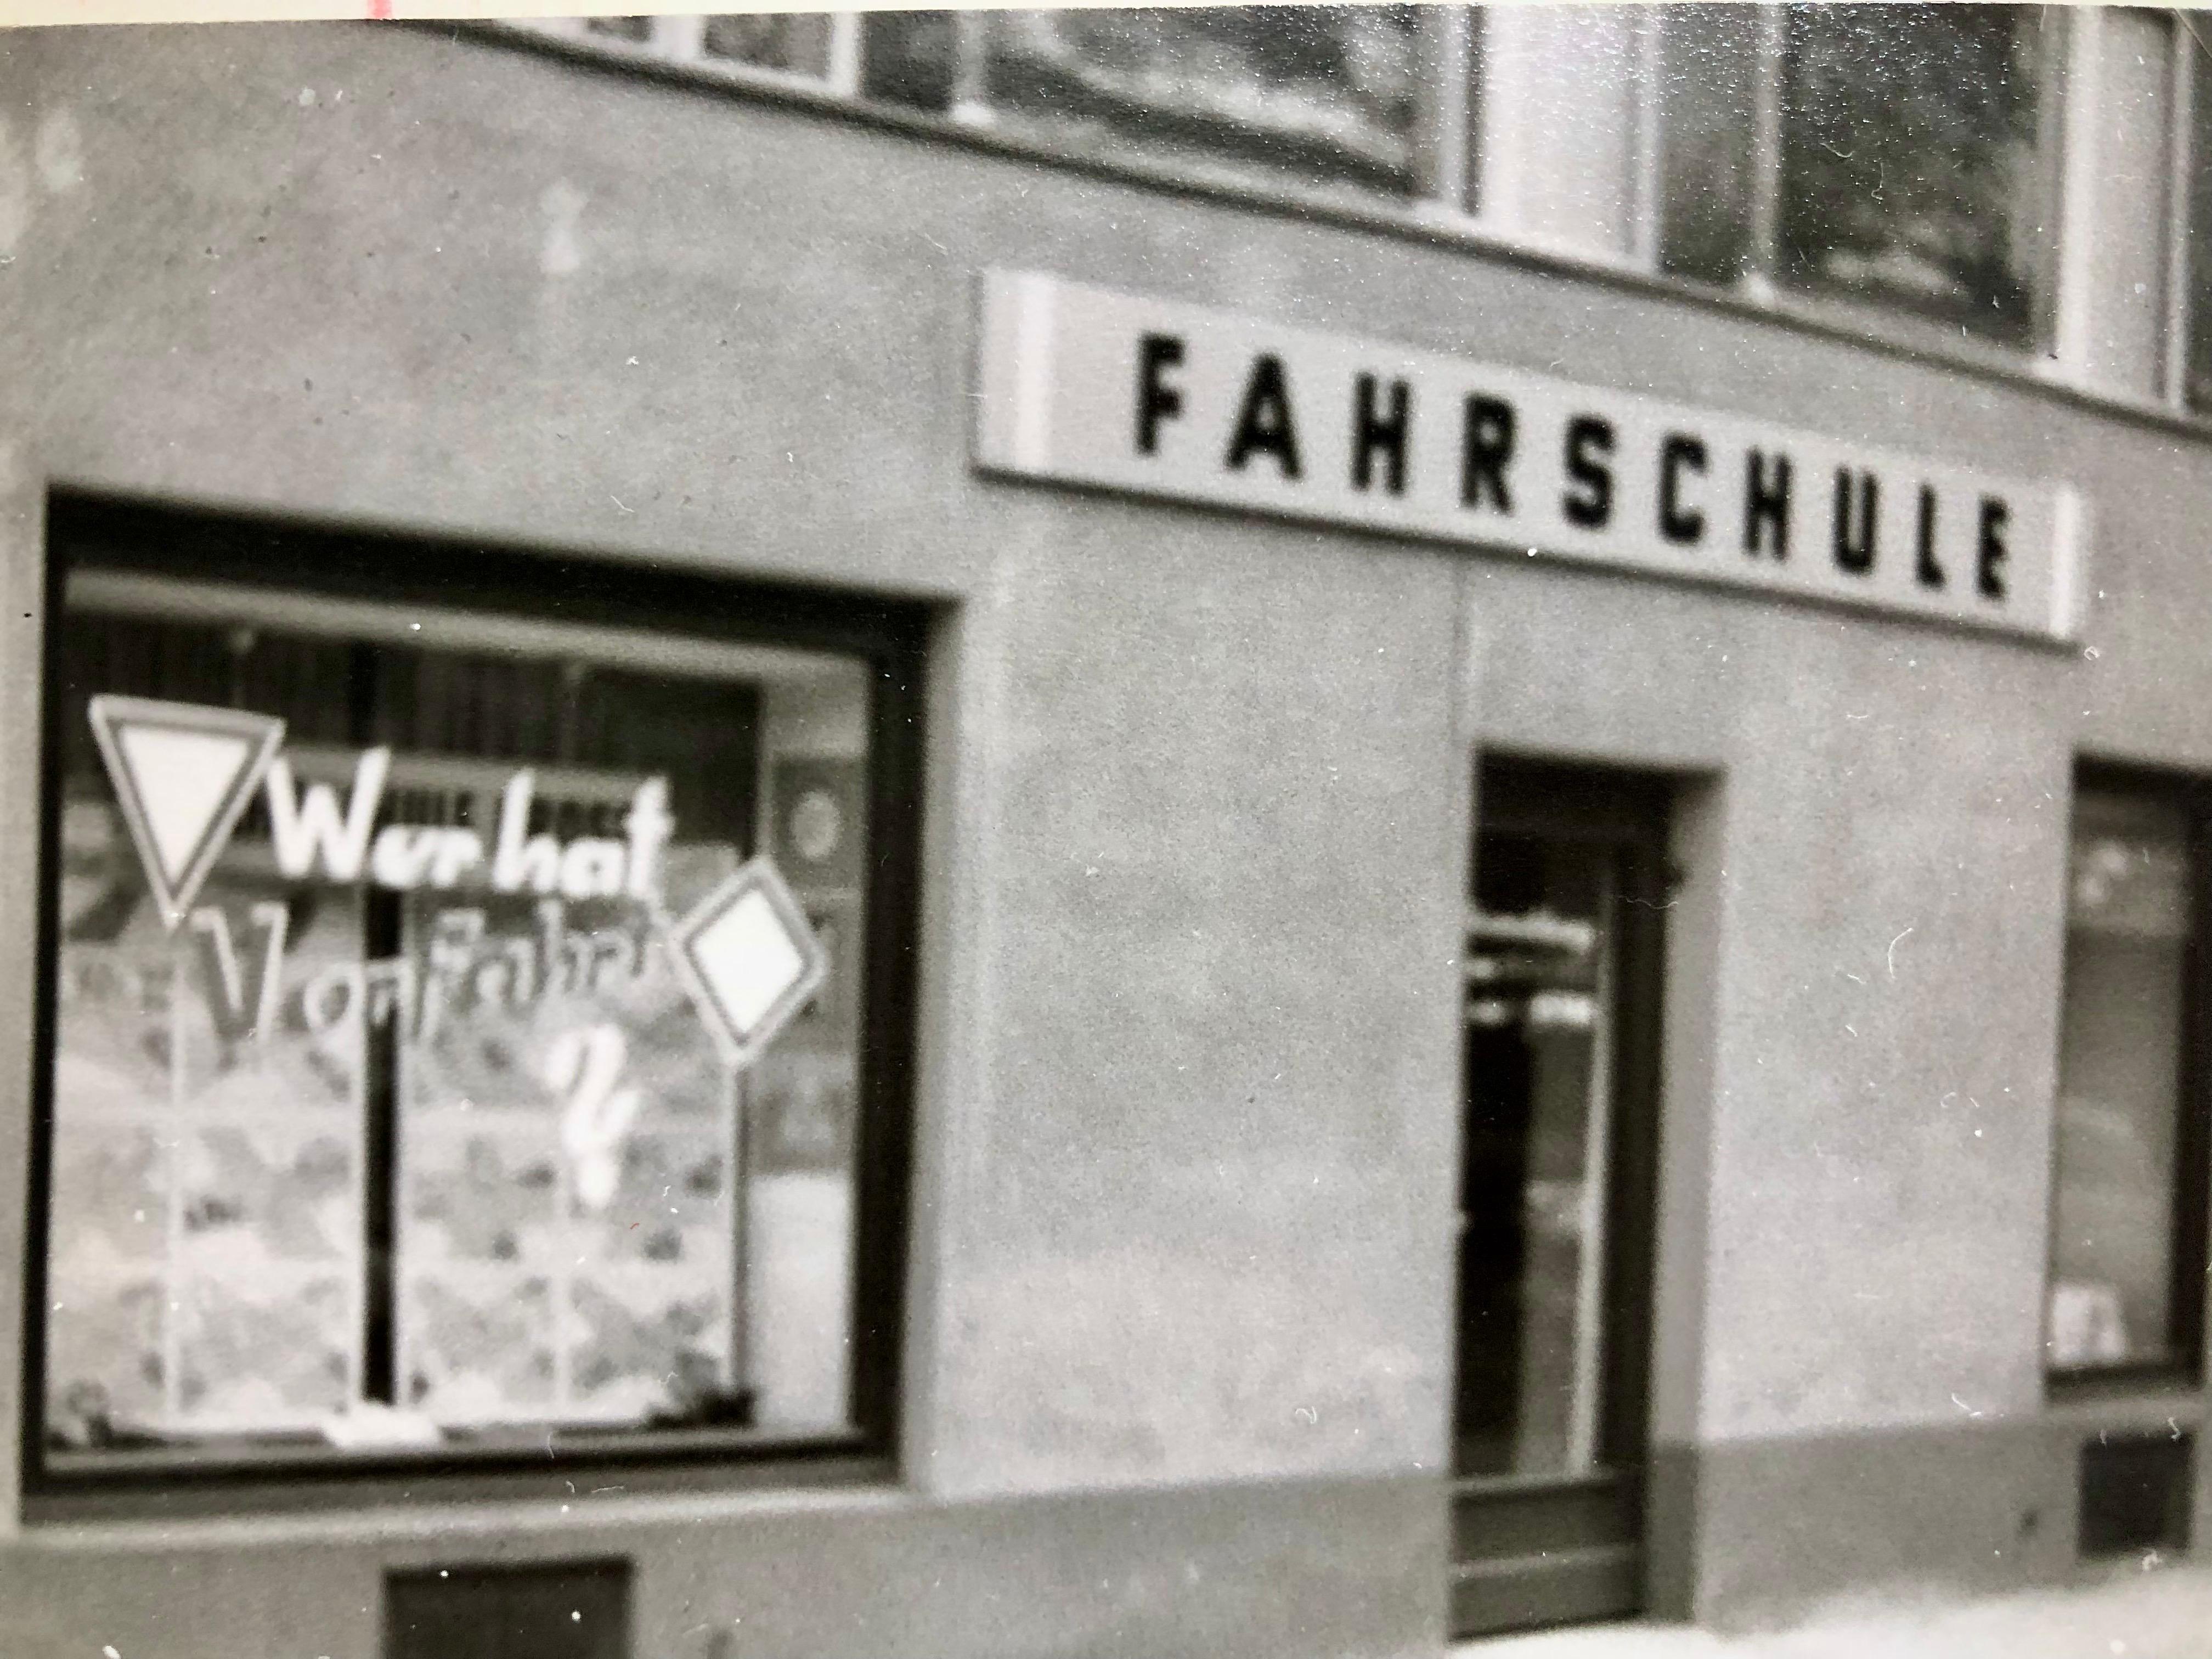 FAHRSCHULE
Wer hat
Vorfahrt
?